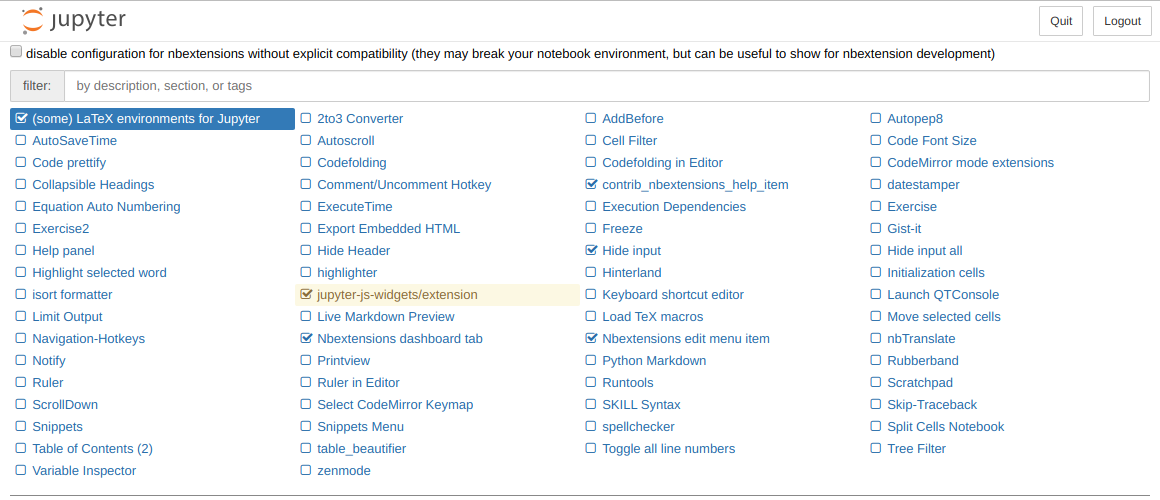 jupyter Quit Logout
disable configuration for nbextensions without explicit compatibility (they may break your notebook environment, but can be useful to show for nbextension development)
filter: by description, section, or tags
(some) LaTeX environments for Jupyter 2to3 Converter AddBefore Autopep8
AutoSaveTime Autoscroll Cell Filter Code Font Size
Code prettify Codefolding Codefolding in Editor CodeMirror mode extensions
Collapsible Headings Comment/Uncomment Hotkey contrib_nbextensions_help_item datestamper
Equation Auto Numbering ExecuteTime Execution Dependencies Exercise
Exercise2 Export Embedded HTML Freeze Gist-it
Help panel Hide Header Hide input Hide input all
Highlight selected word highlighter Hinterland Initialization cells
isort formatter jupyter-js-widgets/extension Keyboard shortcut editor Launch QTConsole
Limit Output Live Markdown Preview Load TeX macros Move selected cells
Navigation-Hotkeys Nbextensions dashboard tab Nbextensions edit menu item nbTranslate
Notify Printview Python Markdown Rubberband
Ruler Ruler in Editor Runtools Scratchpad
ScrollDown Select CodeMirror Keymap SKILL Syntax Skip-Traceback
Snippets Snippets Menu spellchecker Split Cells Notebook
Table of Contents (2) table_beautifier Toggle all line numbers Tree Filter
Variable Inspector zenmode